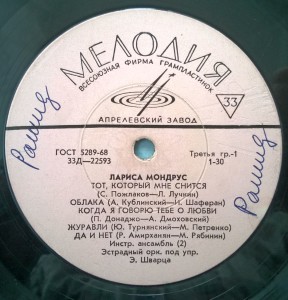 МЕЛОДИЯ
ВСЕСОЮЗНАЯ ФИРМА ГРАМПЛАСТИНОК
33
АПРЕЛЕВСКИЙ ЗАВОД
ГОСТ 5289-68
33Д—22593
Третья гр.-1
1-30
ЛАРИСА МОНДРУС
ТОТ, КОТОРЫЙ МНЕ СНИТСЯ
(С. Пожлаков—Л. Лучкин)
ОБЛАКА (А. Кублинский—И. Шаферан)
КОГДА Я ГОВОРЮ ТЕБЕ О ЛЮБВИ
(П. Донаджо—А. Дмоховский)
ЖУРАВЛИ (Ю. Турнянский—М. Петренко)
ДА И НЕТ (Р. Амирханян—М. Рябинин)
Инстр. ансамбль (2)
Эстрадный орк. под упр.
Э. Шварца
Рашид
Рашид